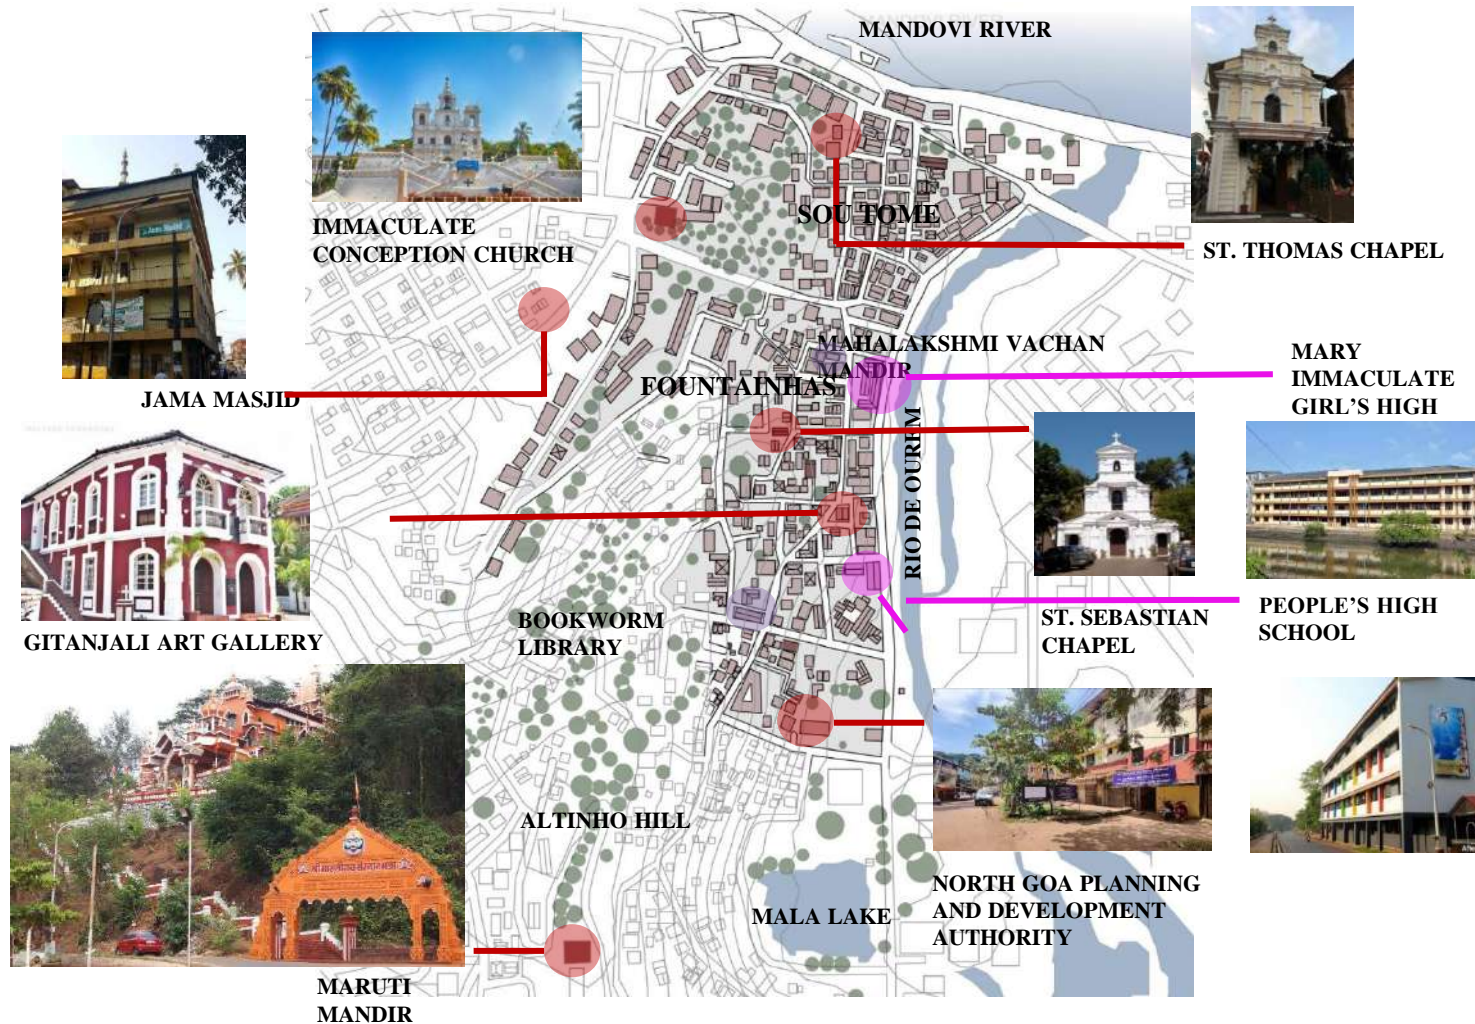 MANDOVI RIVER
IMMACULATE
CONCEPTION CHURCH
SOU TOME
ST. THOMAS CHAPEL
Jama Masjid
JAMA MASJID
MAHALAKSHMI VACHAN
MANDIR
FOUNTAINHAS
MARY
IMMACULATE
GIRL'S HIGH
RIO DE OUREM
GITANJALI ART GALLERY
BOOKWORM
LIBRARY
ST. SEBASTIAN
CHAPEL
PEOPLE'S HIGH
SCHOOL
ALTINHO HILL
MALA LAKE
NORTH GOA PLANNING
AND DEVELOPMENT
AUTHORITY
MARUTI
MANDIR